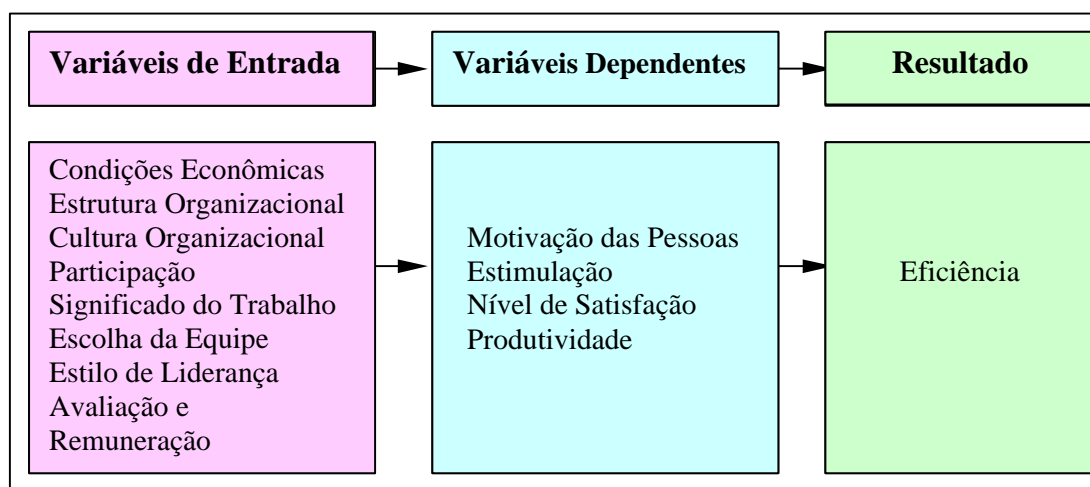 Variáveis de Entrada
Variáveis Dependentes
Resultado
Condições Econômicas
Estrutura Organizacional
Cultura Organizacional
Participação
Significado do Trabalho
Escolha da Equipe
Estilo de Liderança
Avaliação e
Remuneração
Motivação das Pessoas
Estimulação
Nível de Satisfação
Produtividade
Eficiência